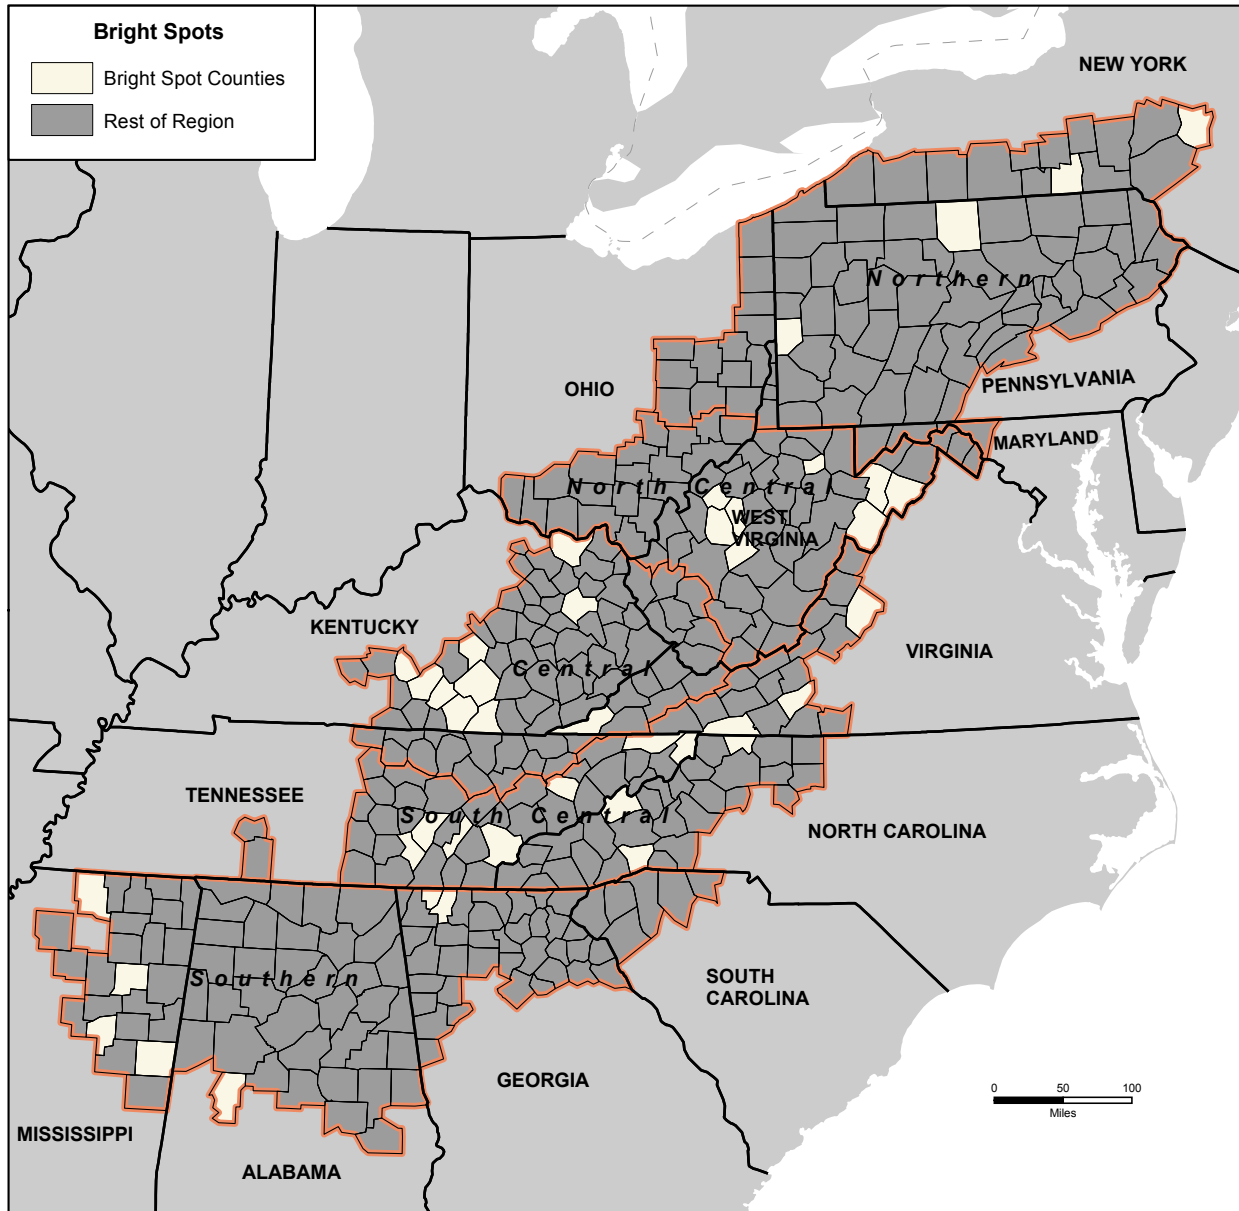 Bright Spots
Bright Spot Counties
Rest of Region
NEW YORK
Northern
PENNSYLVANIA
OHIO
MARYLAND
North Central
WEST
VIRGINIA
KENTUCKY
VIRGINIA
Central
TENNESSEE
South Central
NORTH CAROLINA
Southern
SOUTH
CAROLINA
GEORGIA
0 50 100
Miles
MISSISSIPPI
ALABAMA